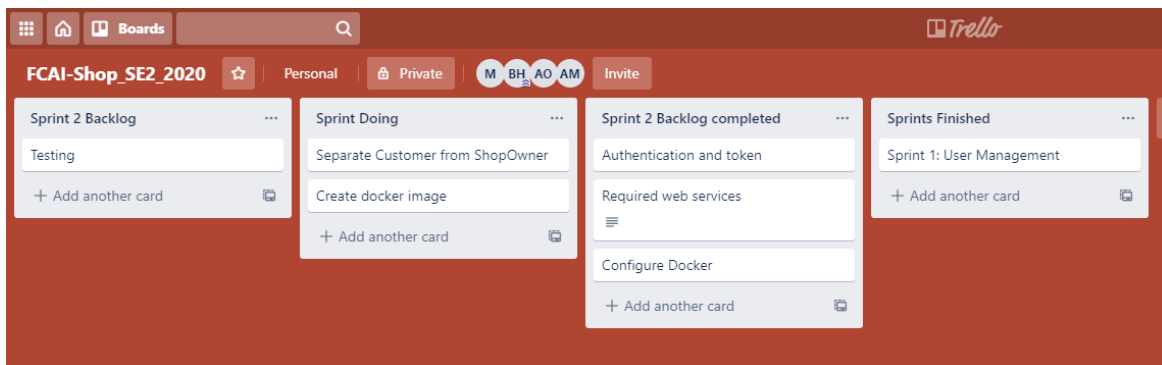 Boards
Trello
FCAI-Shop_SE2_2020
Personal
Private
M BH AO AM
Invite
Sprint 2 Backlog
Testing
+ Add another card
Sprint Doing
Separate Customer from ShopOwner
Create docker image
+ Add another card
Sprint 2 Backlog completed
Authentication and token
Required web services
Configure Docker
+ Add another card
Sprints Finished
Sprint 1: User Management
+ Add another card